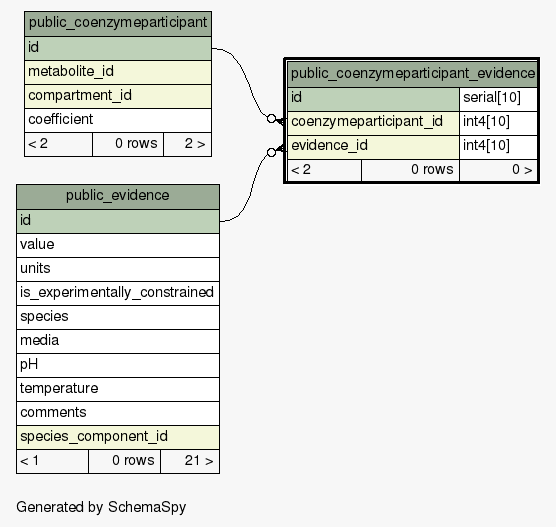 public_coenzymeparticipant
id
metabolite_id
compartment_id
coefficient
< 2 0 rows 2 >
public_coenzymeparticipant_evidence
id serial[10]
coenzymeparticipant_id int4[10]
evidence_id int4[10]
< 2 0 rows 0 >
public_evidence
id
value
units
is_experimentally_constrained
species
media
pH
temperature
comments
species_component_id
< 1 0 rows 21 >
Generated by SchemaSpy